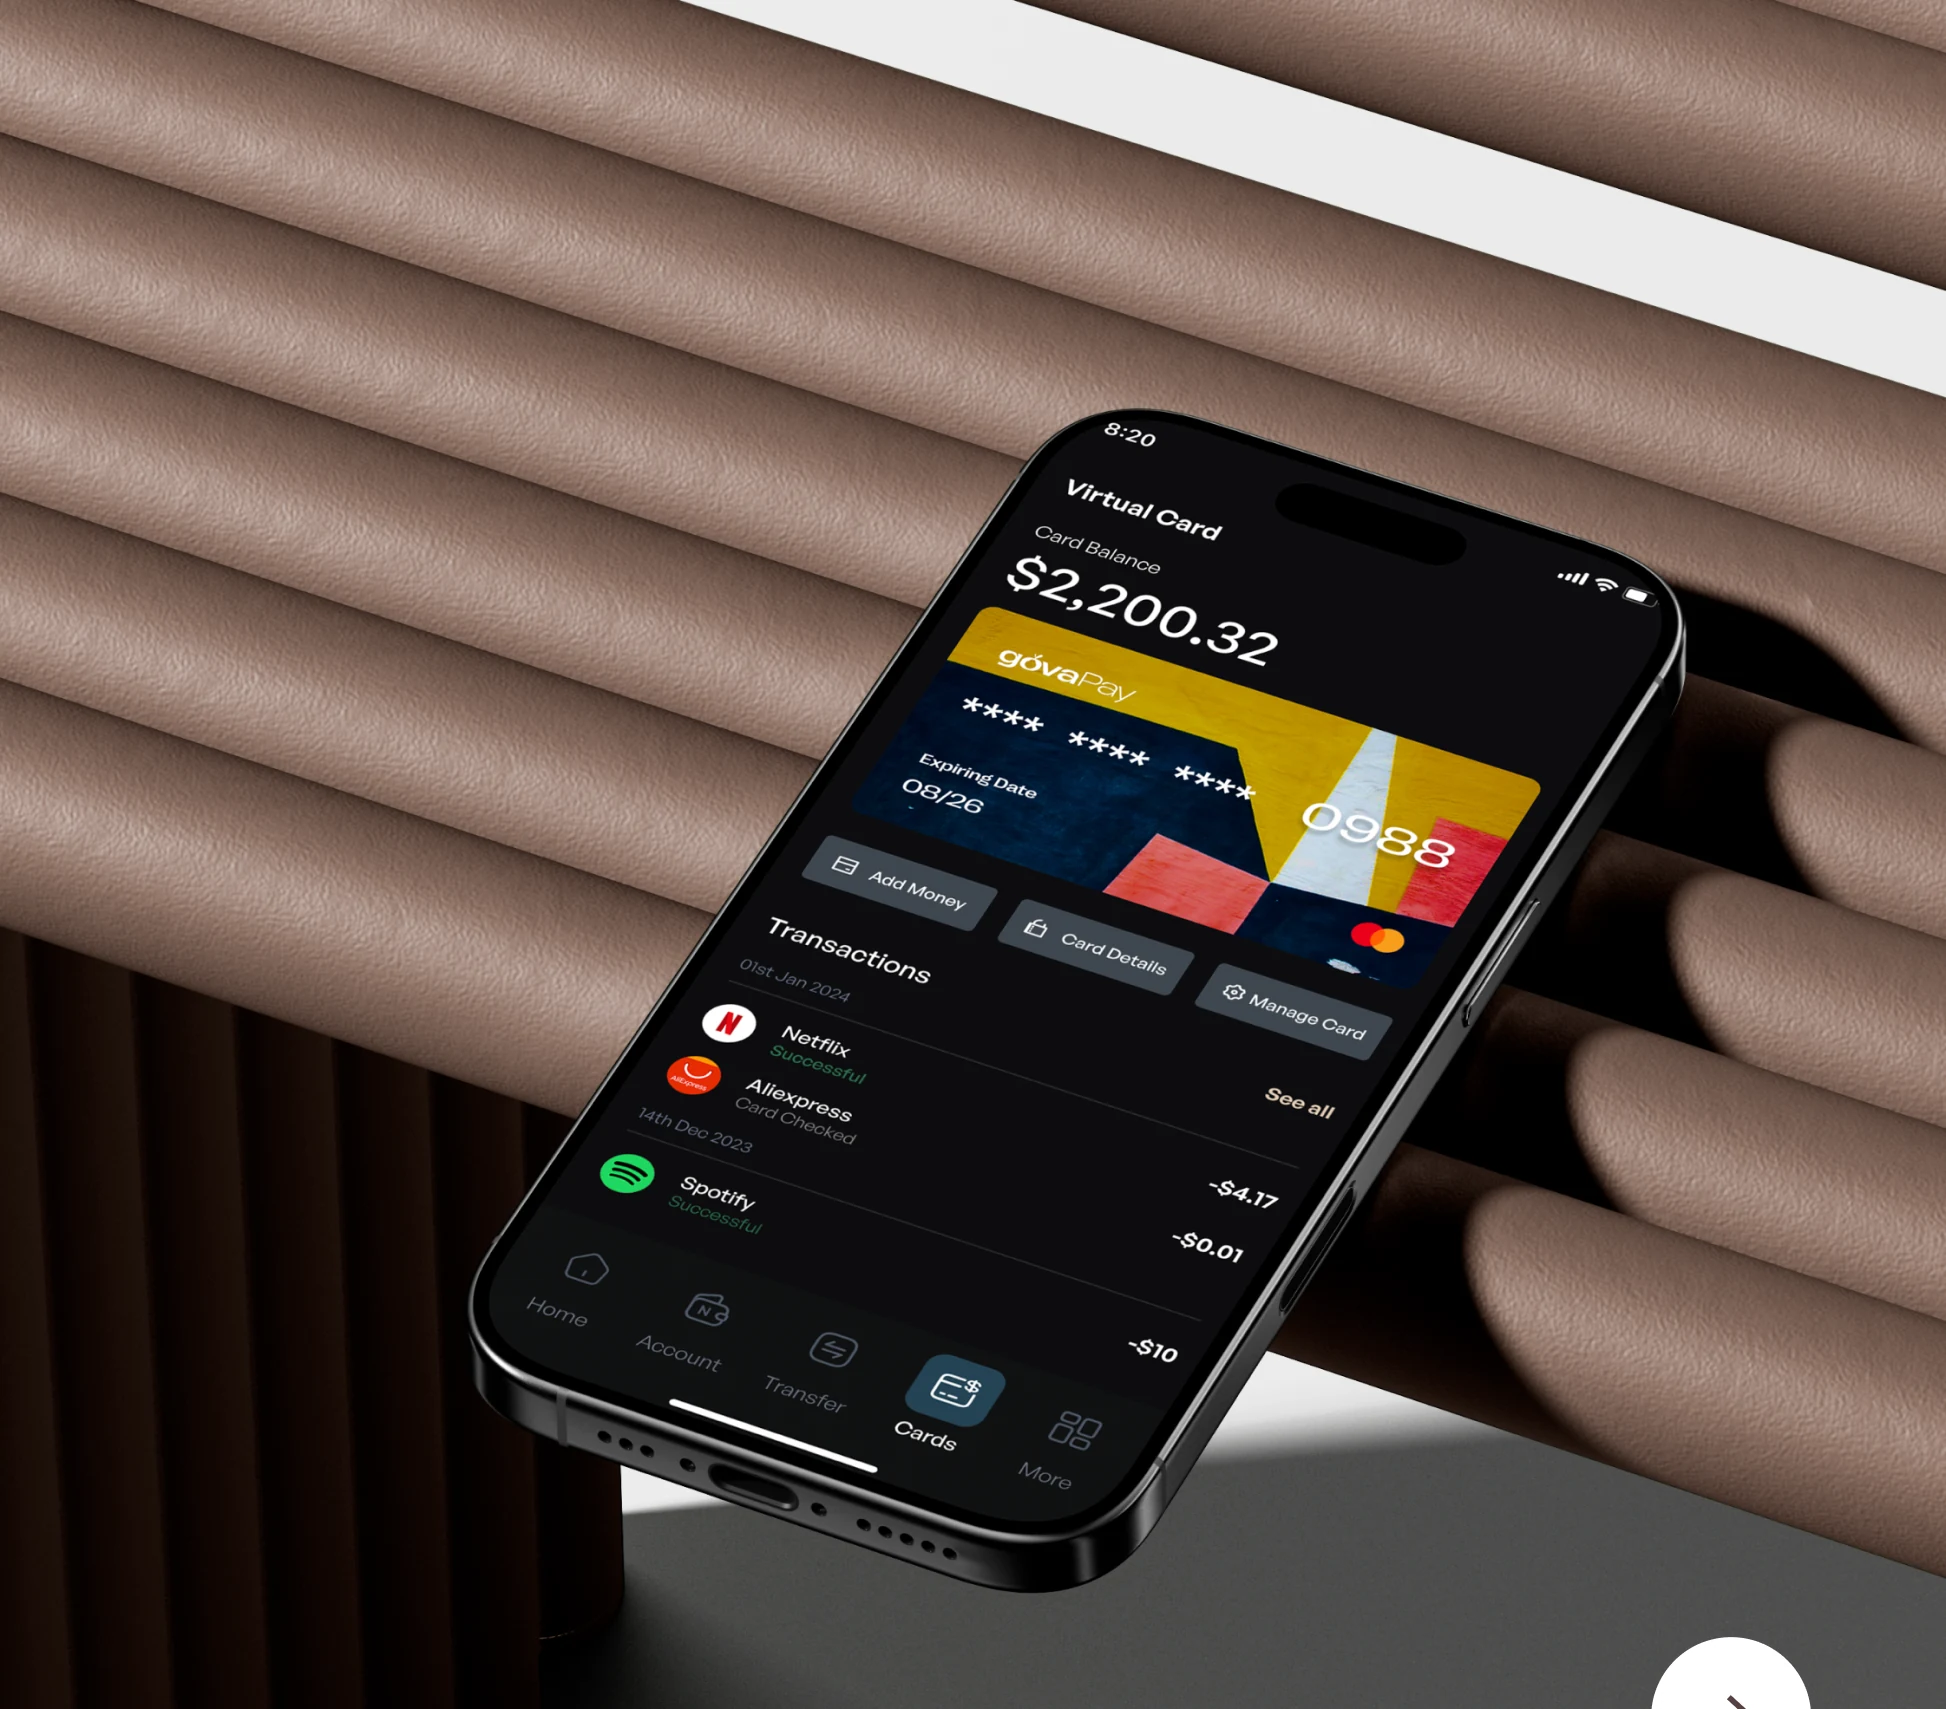 8:20
Virtual Card
Card Balance
$2,200.32
góvaPay
**** **** **** 0988
Expiring Date
08/26
Add Money
Card Details
Manage Card
Transactions
See all
01st Jan 2024
Netflix
Successful
-$4.17
AliExpress
Aliexpress
Card Checked
-$0.01
14th Dec 2023
Spotify
Successful
-$10
Home
Account
Transfer
Cards
More